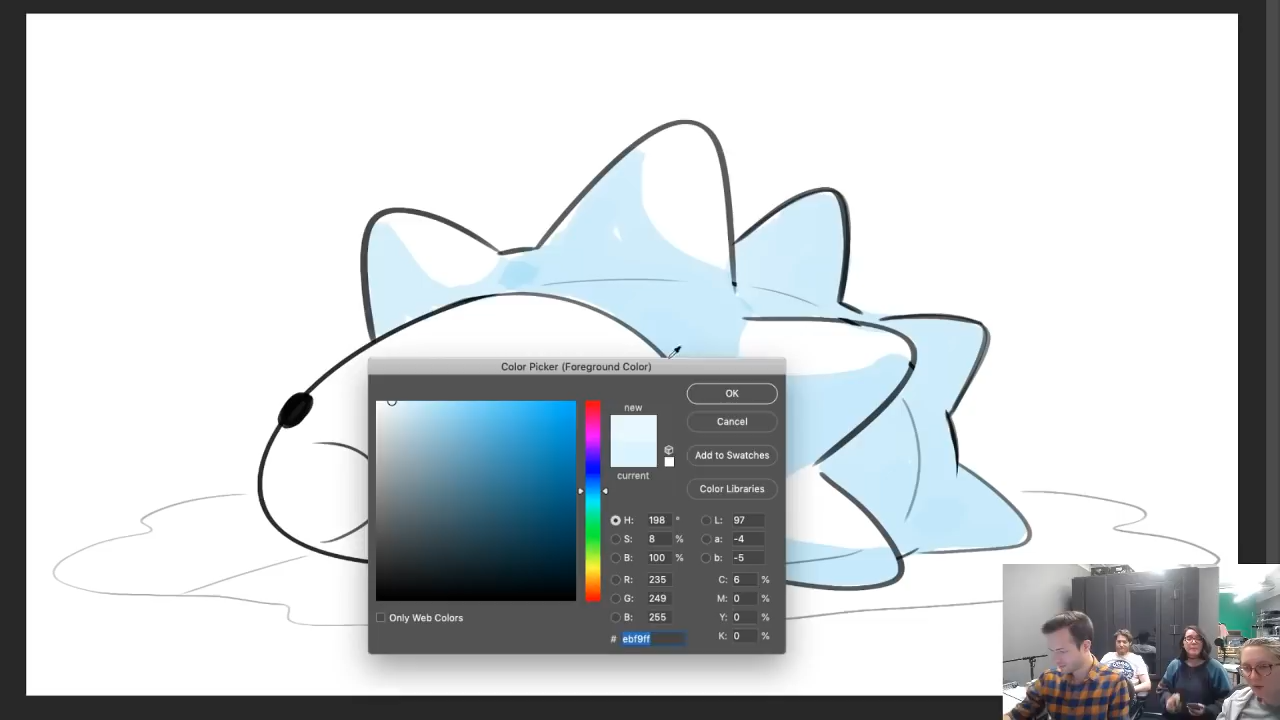 Color Picker (Foreground Color)
new
current
OK
Cancel
Add to Swatches
Color Libraries
H: 198 °
S: 8 %
B: 100 %
R: 235
G: 249
B: 255
# ebf9ff
L: 97
a: -4
b: -5
C: 6 %
M: 0 %
Y: 0 %
K: 0 %
Only Web Colors